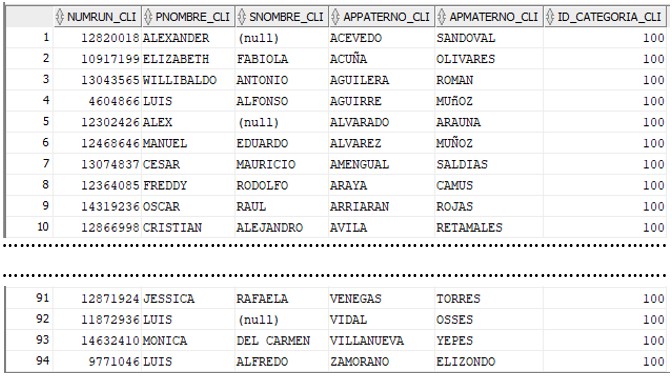 NUMRUN_CLI PNOMBRE_CLI SNOMBRE_CLI APPATERNO_CLI APMATERNO_CLI ID_CATEGORIA_CLI
1 12820018 ALEXANDER (null) ACEVEDO SANDOVAL 100
2 10917199 ELIZABETH FABIOLA ACUÑA OLIVARES 100
3 13043565 WILLIBALDO ANTONIO AGUILERA ROMAN 100
4 4604866 LUIS ALFONSO AGUIRRE MUñOZ 100
5 12302426 ALEX (null) ALVARADO ARAUNA 100
6 12468646 MANUEL EDUARDO ALVAREZ MUÑOZ 100
7 13074837 CESAR MAURICIO AMENGUAL SALDIAS 100
8 12364085 FREDDY RODOLFO ARAYA CAMUS 100
9 14319236 OSCAR RAUL ARRIARAN ROJAS 100
10 12866998 CRISTIAN ALEJANDRO AVILA RETAMALES 100
91 12871924 JESSICA RAFAELA VENEGAS TORRES 100
92 11872936 LUIS (null) VIDAL OSSES 100
93 14632410 MONICA DEL CARMEN VILLANUEVA YEPES 100
94 9771046 LUIS ALFREDO ZAMORANO ELIZONDO 100